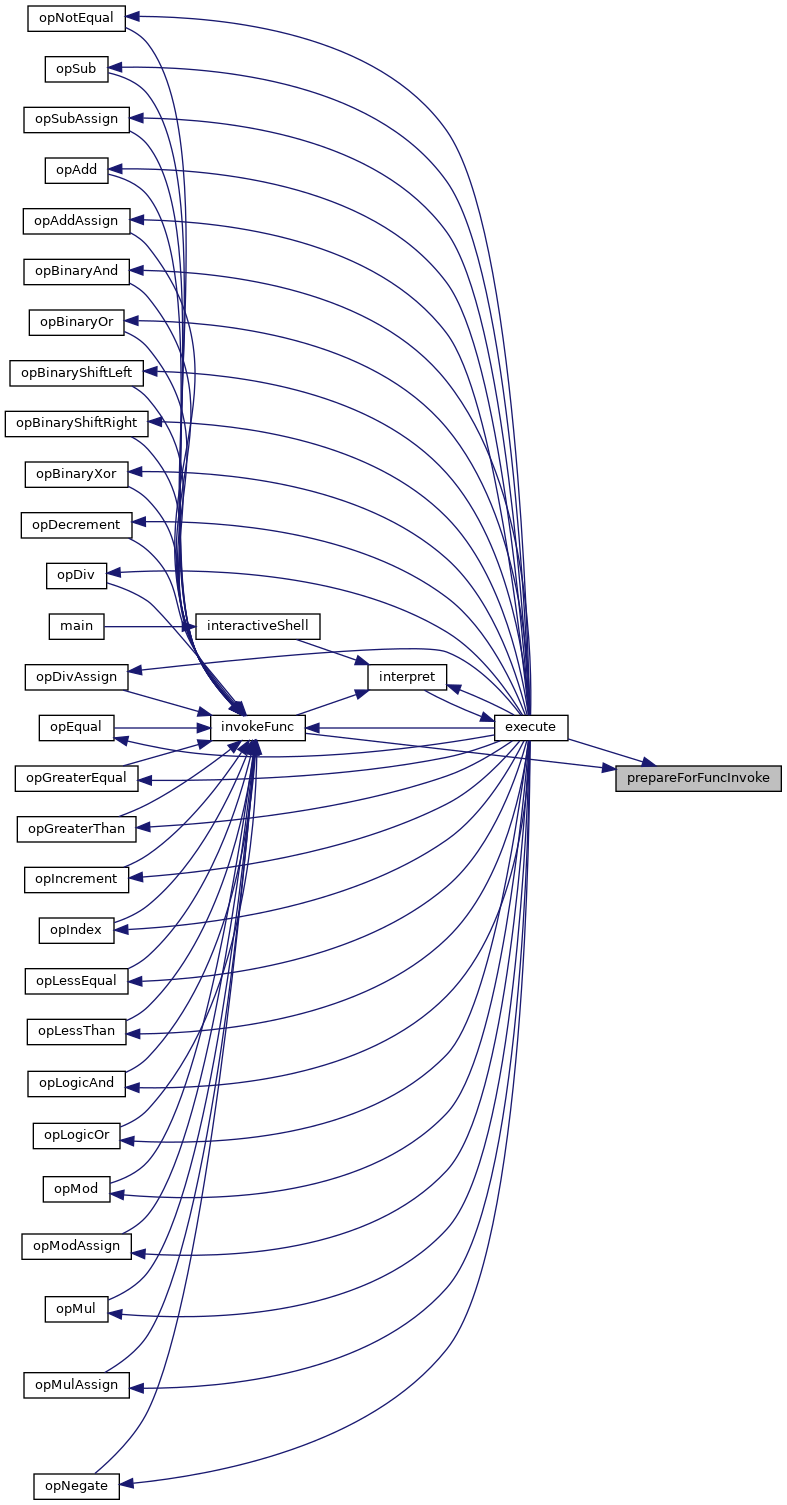 opNotEqual
opSub
opSubAssign
opAdd
opAddAssign
opBinaryAnd
opBinaryOr
opBinaryShiftLeft
opBinaryShiftRight
opBinaryXor
opDecrement
opDiv
main
interactiveShell
opDivAssign
interpret
opEqual
invokeFunc
execute
opGreaterEqual
prepareForFuncInvoke
opGreaterThan
opIncrement
opIndex
opLessEqual
opLessThan
opLogicAnd
opLogicOr
opMod
opModAssign
opMul
opMulAssign
opNegate